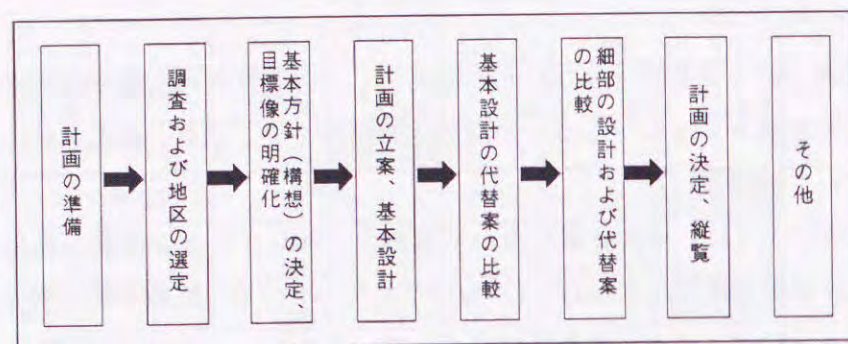 計画の準備
調査および地区の選定
基本方針（構想）の決定、
目標像の明確化
計画の立案、基本設計
基本設計の代替案の比較
細部の設計および代替案
の比較
計画の決定、縦覧
その他